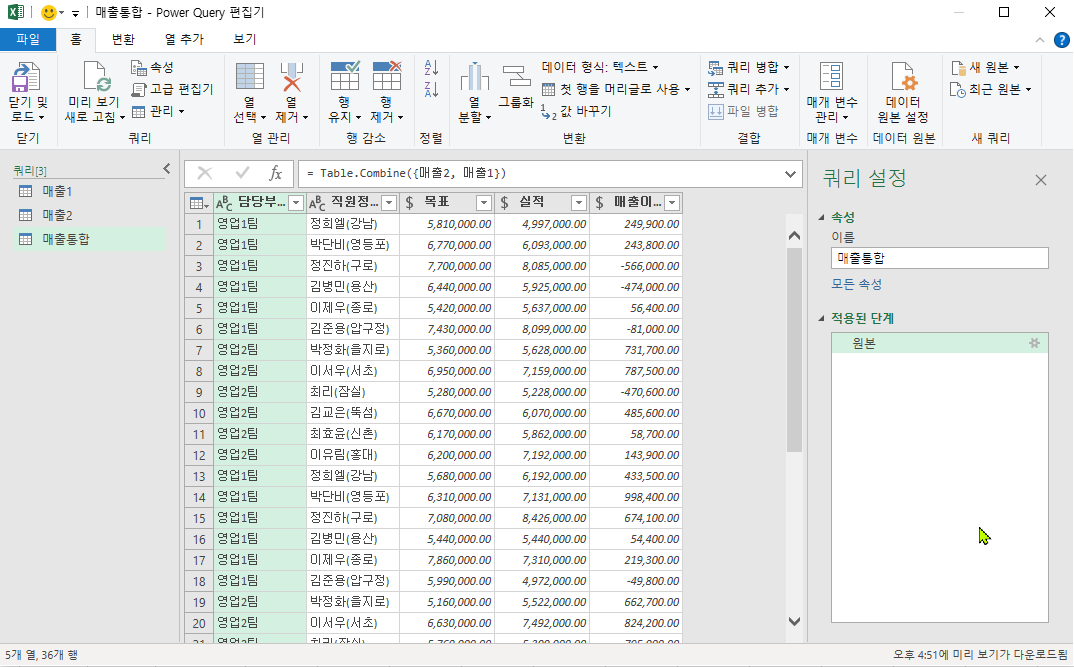 매출통합 - Power Query 편집기
파일 홈 변환 열 추가 보기
닫기 및 로드
닫기
미리 보기 새로 고침
속성
고급 편집기
관리
쿼리
열 선택
열 제거
열 관리
행 유지
행 제거
행 감소
정렬
열 분할
그룹화
데이터 형식: 텍스트
첫 행을 머리글로 사용
값 바꾸기
변환
쿼리 병합
쿼리 추가
파일 병합
결합
매개 변수 관리
매개 변수
데이터 원본 설정
데이터 원본
새 원본
최근 원본
새 쿼리
쿼리[3]
매출1
매출2
매출통합
fx = Table.Combine({매출2, 매출1})
담당부... 직원정... $ 목표 $ 실적 $ 매출이...
1 영업1팀 정희엘(강남) 5,810,000.00 4,997,000.00 249,900.00
2 영업1팀 박단비(영등포) 6,770,000.00 6,093,000.00 243,800.00
3 영업1팀 정진하(구로) 7,700,000.00 8,085,000.00 -566,000.00
4 영업1팀 김병민(용산) 6,440,000.00 5,925,000.00 -474,000.00
5 영업1팀 이제우(종로) 5,420,000.00 5,637,000.00 56,400.00
6 영업1팀 김준용(압구정) 7,430,000.00 8,099,000.00 -81,000.00
7 영업2팀 박정화(을지로) 5,360,000.00 5,628,000.00 731,700.00
8 영업2팀 이서우(서초) 6,950,000.00 7,159,000.00 787,500.00
9 영업2팀 최리(잠실) 5,280,000.00 5,228,000.00 -470,600.00
10 영업2팀 김교은(뚝섬) 6,670,000.00 6,070,000.00 485,600.00
11 영업2팀 최효윤(신촌) 6,170,000.00 5,862,000.00 58,700.00
12 영업2팀 이유림(홍대) 6,200,000.00 7,192,000.00 143,900.00
13 영업1팀 정희엘(강남) 5,680,000.00 6,192,000.00 433,500.00
14 영업1팀 박단비(영등포) 6,310,000.00 7,131,000.00 998,400.00
15 영업1팀 정진하(구로) 7,080,000.00 8,426,000.00 674,100.00
16 영업1팀 김병민(용산) 5,440,000.00 5,440,000.00 54,400.00
17 영업1팀 이제우(종로) 7,860,000.00 7,310,000.00 219,300.00
18 영업1팀 김준용(압구정) 5,990,000.00 4,972,000.00 -49,800.00
19 영업2팀 박정화(을지로) 5,160,000.00 5,522,000.00 662,700.00
20 영업2팀 이서우(서초) 6,630,000.00 7,492,000.00 824,200.00
쿼리 설정
속성
이름
매출통합
모든 속성
적용된 단계
원본
5개 열, 36개 행
오후 4:51에 미리 보기가 다운로드됨